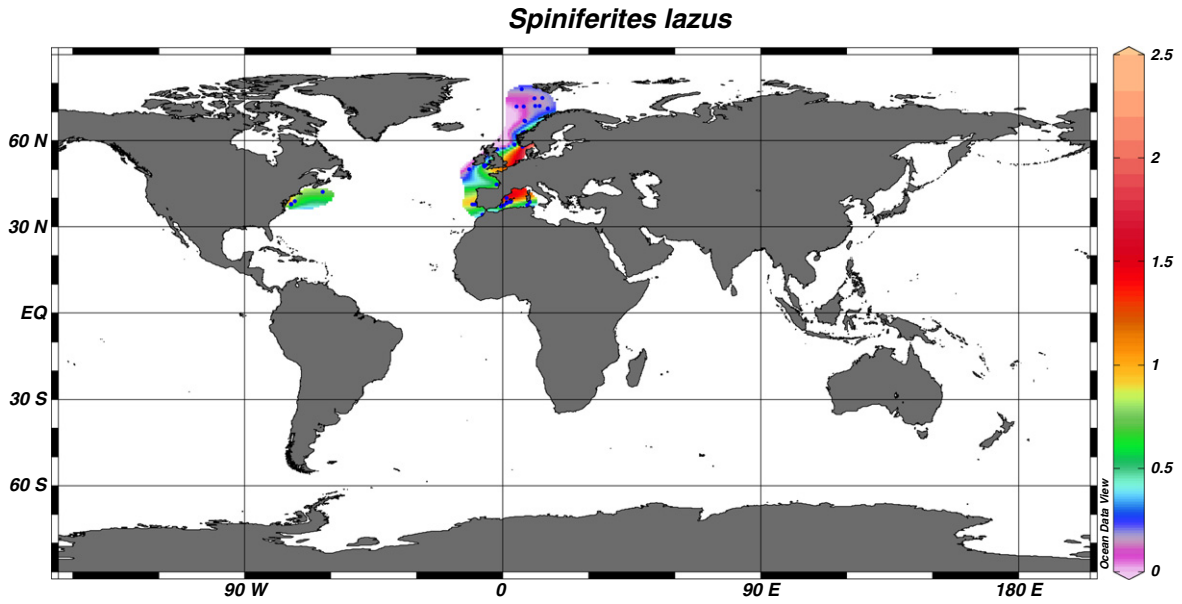 Spiniferites lazus
60 N
30 N
EQ
30 S
60 S
90 W
0
90 E
180 E
2.5
2
1.5
1
0.5
0
Ocean Data View